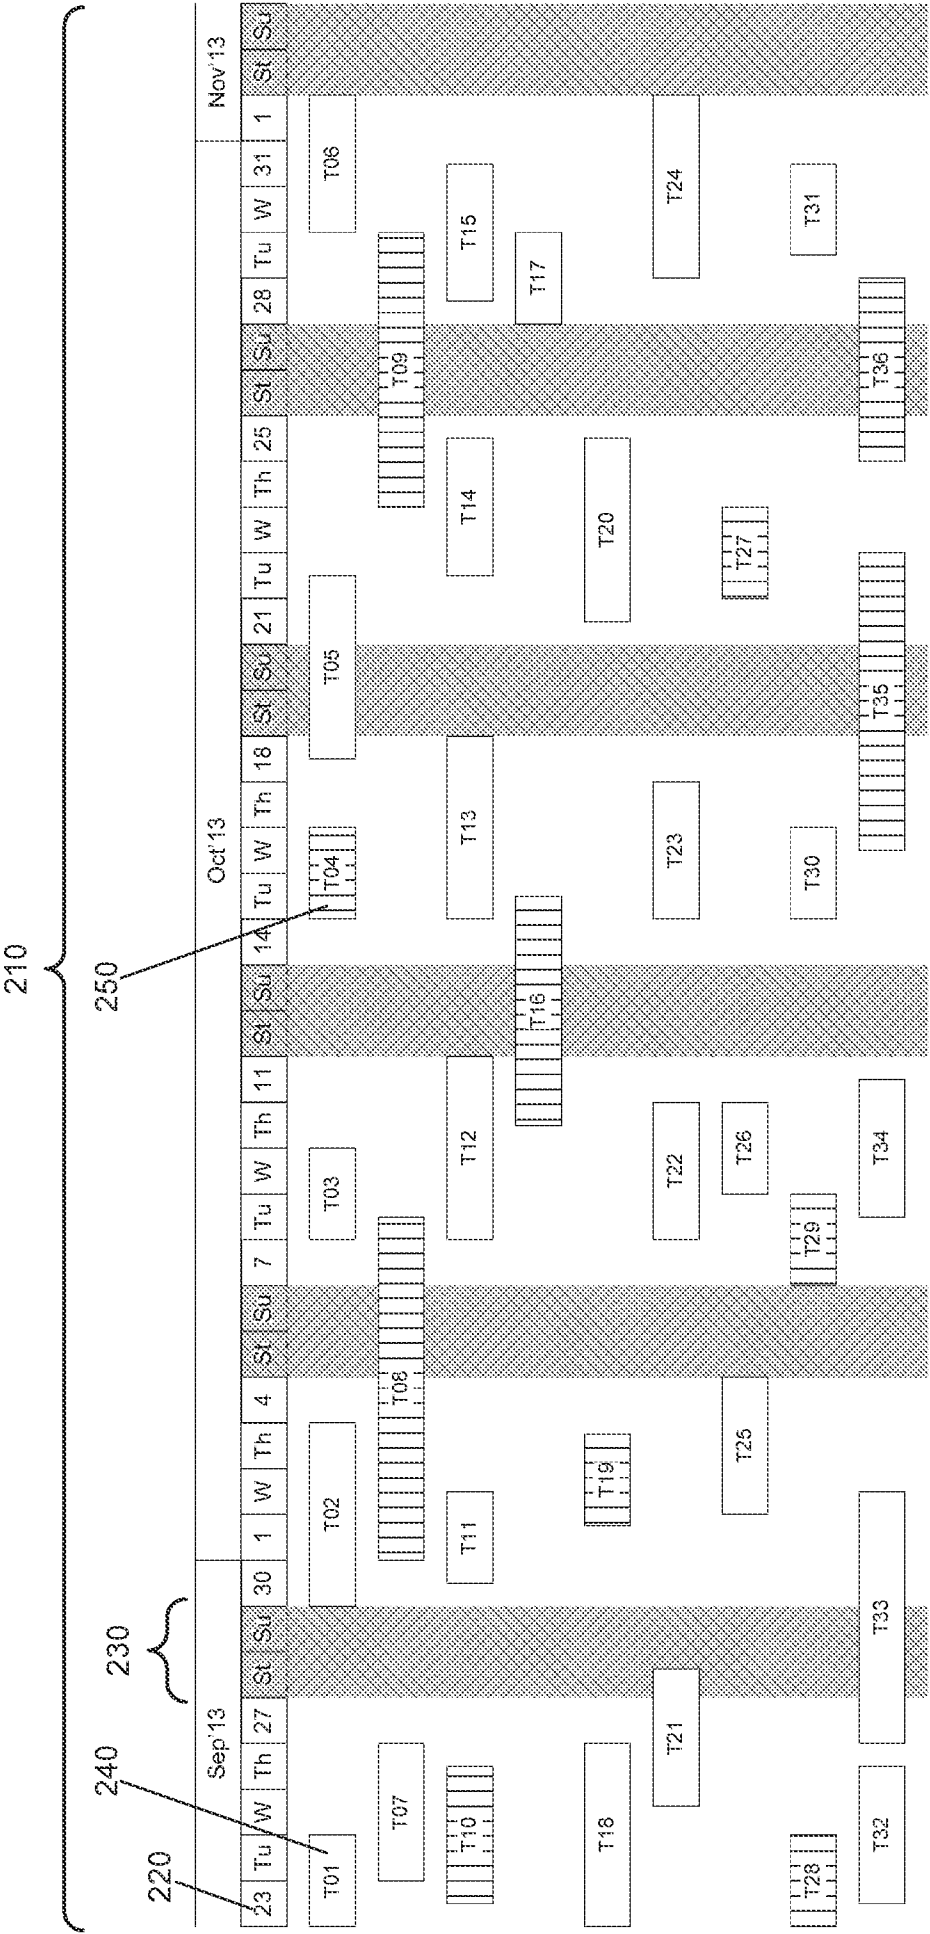 210
220
240
230
250
Sep'13 Oct'13 Nov'13
23 Tu W Th 27 St Su 30 1 W Th 4 St Su 7 Tu W Th 11 St Su 14 Tu W Th 18 St Su 21 Tu W Th 25 St Su 28 Tu W 31 1 St Su
T01 T02 T03 T04 T05 T06
T07 T08 T09
T10 T11 T12 T13 T14 T15
T16 T17
T18 T19 T20
T21 T22 T23 T24
T25 T26 T27
T28 T29 T30 T31
T32 T33 T34 T35 T36